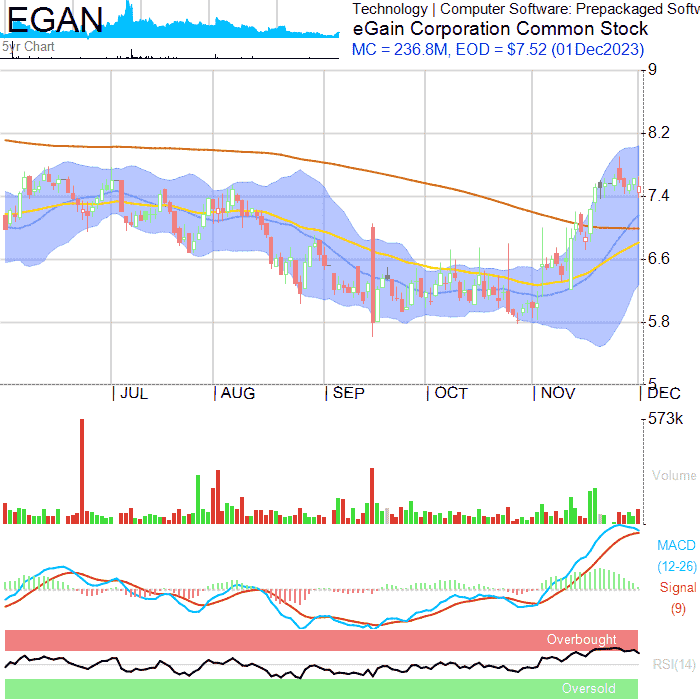 EGAN
5yr Chart
Technology | Computer Software: Prepackaged Softw
eGain Corporation Common Stock
MC = 236.8M, EOD = $7.52 (01Dec2023)
9
8.2
7.4
6.6
5.8
5
JUL AUG SEP OCT NOV DEC
573k
Volume
MACD
(12-26)
Signal
(9)
Overbought
RSI(14)
Oversold